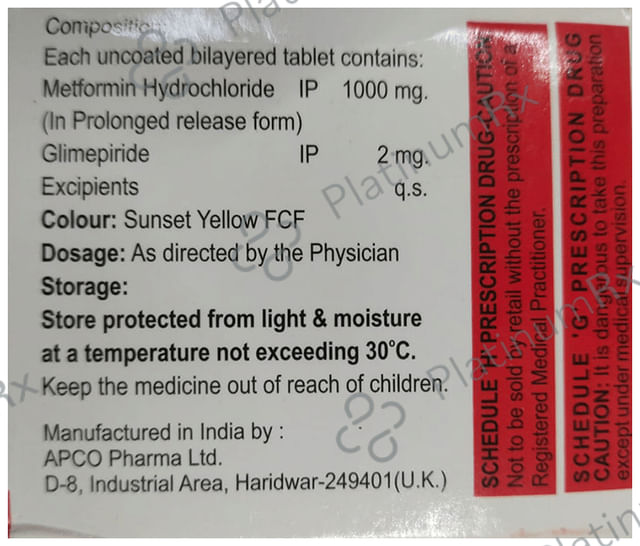 Composition
Each uncoated bilayered tablet contains:
Metformin Hydrochloride IP 1000 mg.
(In Prolonged release form)
Glimepiride IP 2 mg.
Excipients q.s.
Colour: Sunset Yellow FCF
Dosage: As directed by the Physician
Storage:
Store protected from light & moisture
at a temperature not exceeding 30°C.
Keep the medicine out of reach of children.
Manufactured in India by :
APCO Pharma Ltd.
D-8, Industrial Area, Haridwar-249401(U.K.)
SCHEDULE 'H' PRESCRIPTION DRUG-CAUTION
Not to be sold by retail without the prescription of a
Registered Medical Practitioner.
SCHEDULE 'G' PRESCRIPTION DRUG
CAUTION: It is dangerous to take this preparation
except under medical supervision.
PlatinumRx
PlatinumRx
PlatinumRx